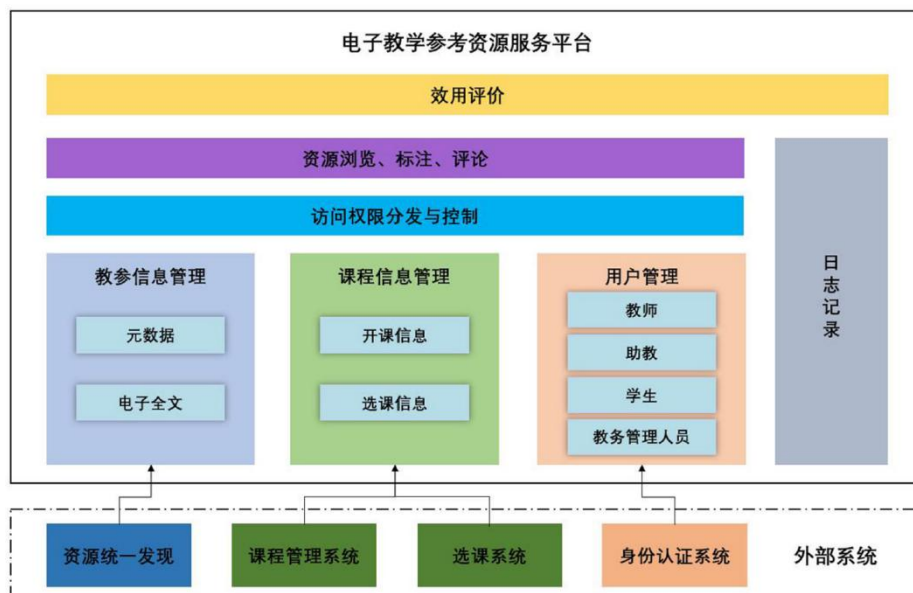 电子教学参考资源服务平台
效用评价
资源浏览、标注、评论
访问权限分发与控制
教参信息管理
元数据
电子全文
课程信息管理
开课信息
选课信息
用户管理
教师
助教
学生
教务管理人员
日志记录
资源统一发现
课程管理系统
选课系统
身份认证系统
外部系统